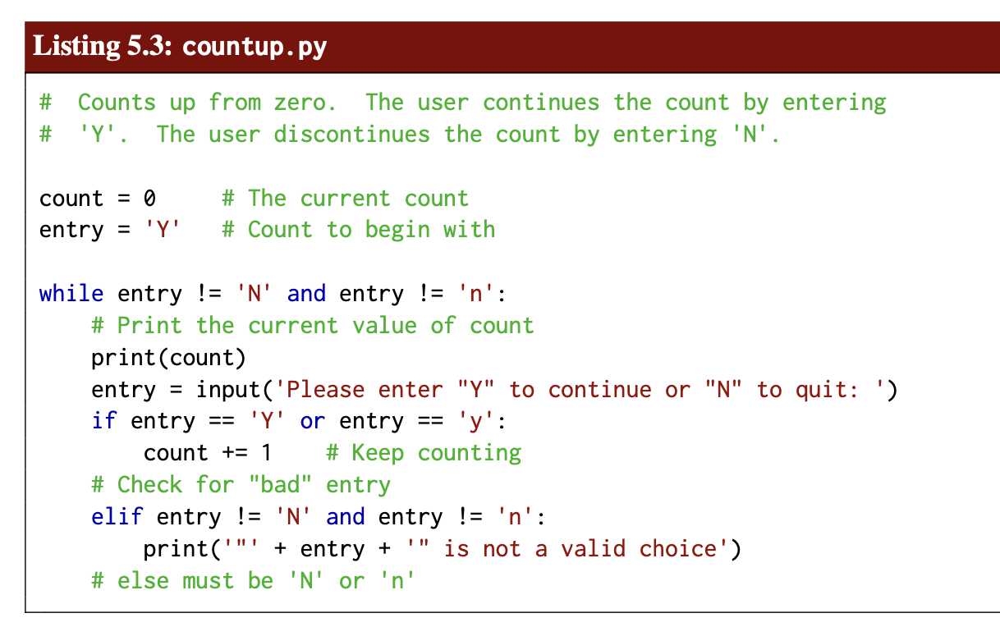 Listing 5.3: countup.py
#  Counts up from zero.  The user continues the count by entering
#  'Y'.  The user discontinues the count by entering 'N'.

count = 0     # The current count
entry = 'Y'   # Count to begin with

while entry != 'N' and entry != 'n':
    # Print the current value of count
    print(count)
    entry = input('Please enter "Y" to continue or "N" to quit: ')
    if entry == 'Y' or entry == 'y':
        count += 1    # Keep counting
    # Check for "bad" entry
    elif entry != 'N' and entry != 'n':
        print('"' + entry + '" is not a valid choice')
    # else must be 'N' or 'n'